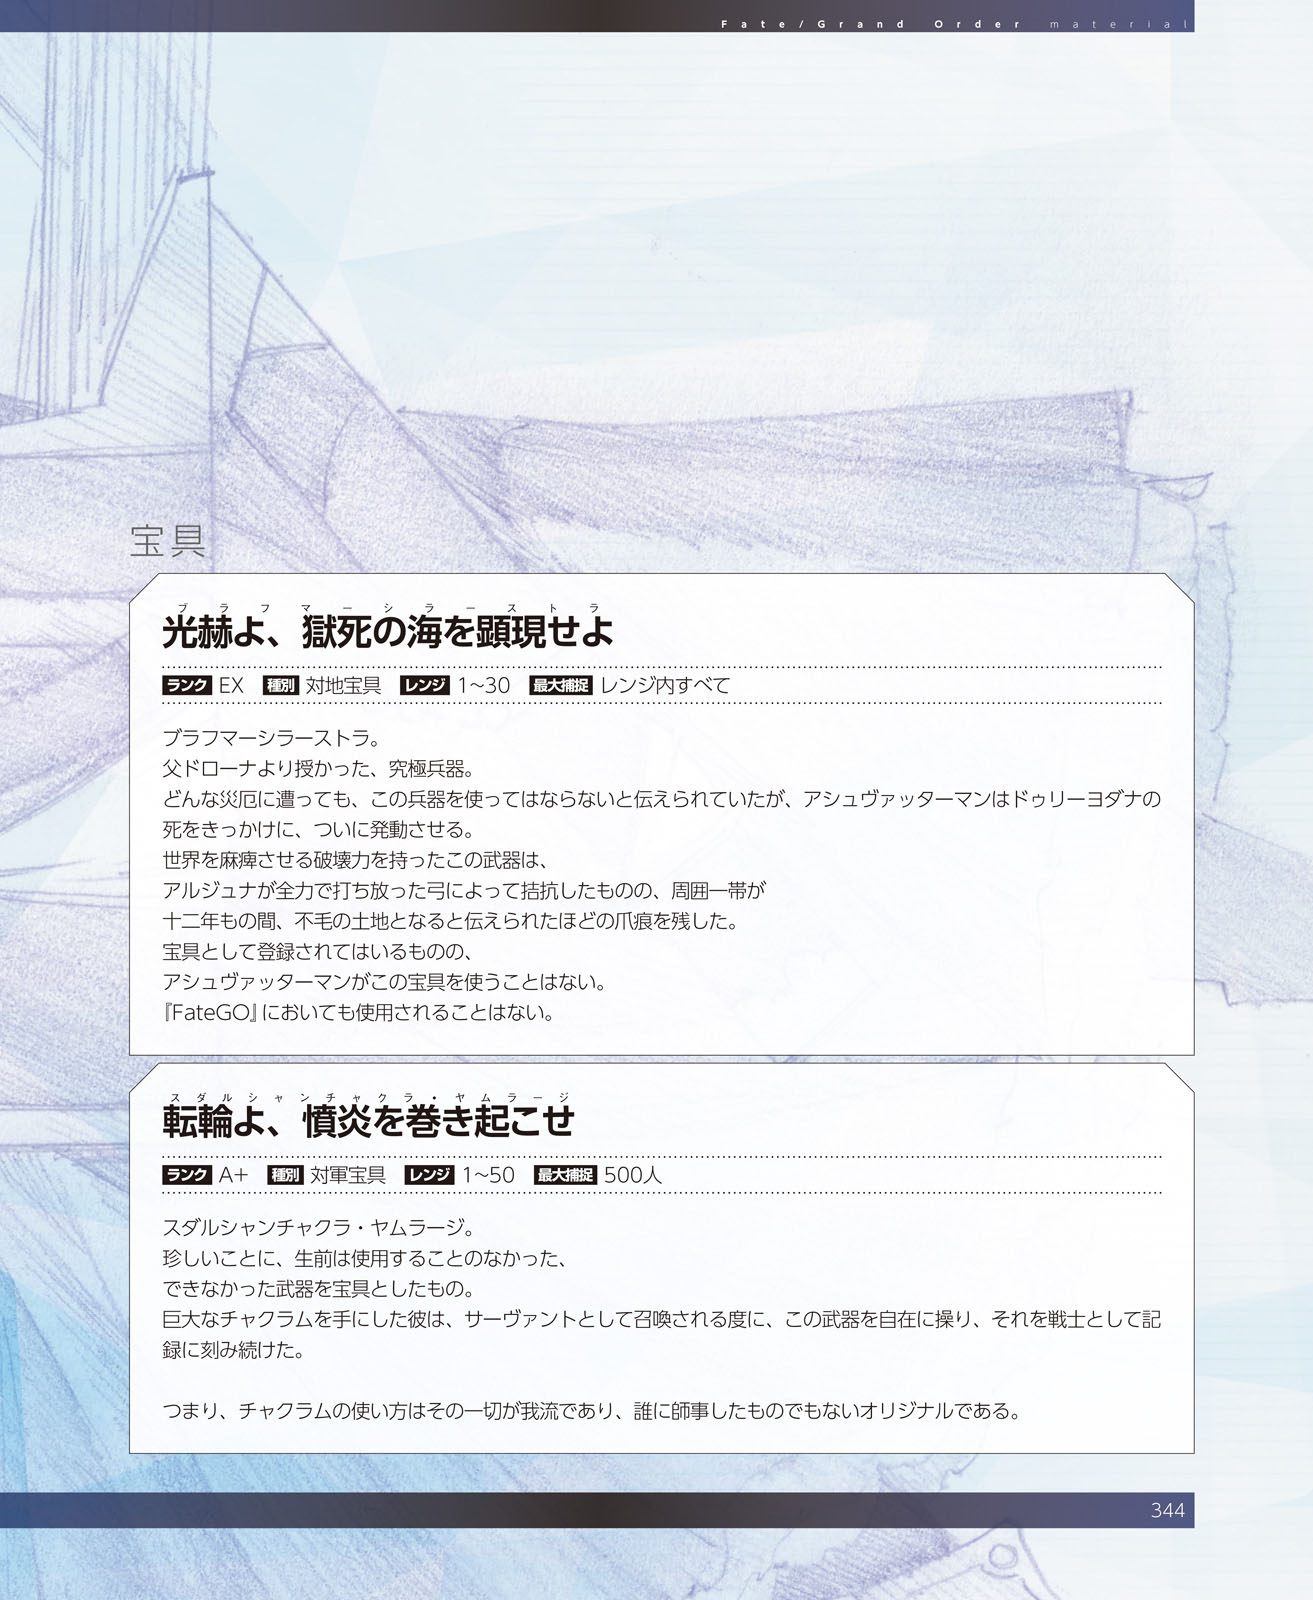 Fate/Grand Order material
宝具
ブラフマーシラーストラ
光赫よ、獄死の海を顕現せよ
ランク EX 種別 対地宝具 レンジ 1~30 最大捕捉 レンジ内すべて
ブラフマーシラーストラ。
父ドローナより授かった、究極兵器。
どんな災厄に遭っても、この兵器を使ってはならないと伝えられていたが、アシュヴァッターマンはドゥリーヨダナの
死をきっかけに、ついに発動させる。
世界を麻痺させる破壊力を持ったこの武器は、
アルジュナが全力で打ち放った弓によって拮抗したものの、周囲一帯が
十二年もの間、不毛の土地となると伝えられたほどの爪痕を残した。
宝具として登録されてはいるものの、
アシュヴァッターマンがこの宝具を使うことはない。
『FateGO』においても使用されることはない。
スダルシャンチャクラ・ヤムラージ
転輪よ、憤炎を巻き起こせ
ランク A+ 種別 対軍宝具 レンジ 1~50 最大捕捉 500人
スダルシャンチャクラ・ヤムラージ。
珍しいことに、生前は使用することのなかった、
できなかった武器を宝具としたもの。
巨大なチャクラムを手にした彼は、サーヴァントとして召喚される度に、この武器を自在に操り、それを戦士として記
録に刻み続けた。
つまり、チャクラムの使い方はその一切が我流であり、誰に師事したものでもないオリジナルである。
344